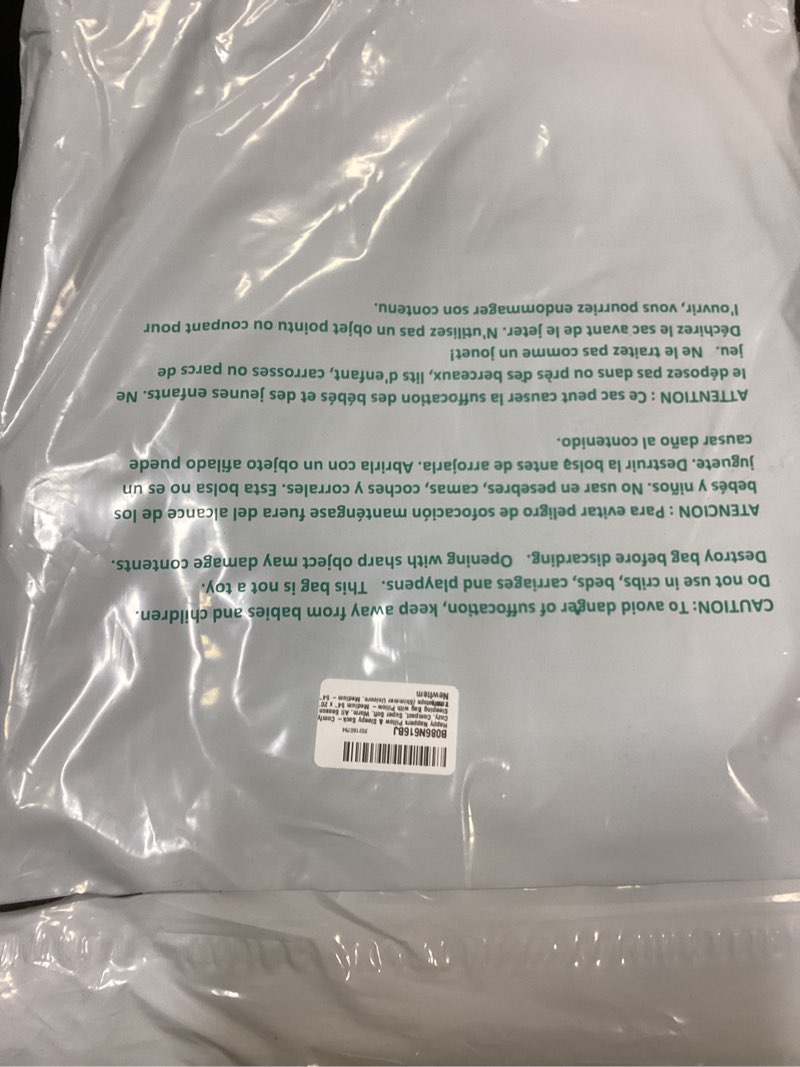 B086N616BJ
202160794
Happy Nappers Pillow & Sleepy Sack – Comfy
Cozy, Compact, Super Soft, Warm, All Season
Sleeping Bag with Pillow – Medium 54" x 20"
(Shimmer Unicorn, Medium – 54"
NewItem
CAUTION: To avoid danger of suffocation, keep away from babies and children.
Do not use in cribs, beds, carriages and playpens. This bag is not a toy.
Destroy bag before discarding. Opening with sharp object may damage contents.
ATENCION : Para evitar peligro de sofocación manténgase fuera del alcance de los
bebés y niños. No usar en pesebres, camas, coches y corrales. Esta bolsa no es un
juguete. Destruir la bolsa antes de arrojarla. Abrirla con un objeto afilado puede
causar daño al contenido.
ATTENTION : Ce sac peut causer la suffocation des bébés et des jeunes enfants. Ne
le déposez pas dans ou près des berceaux, lits d'enfant, carrosses ou parcs de
jeu. Ne le traitez pas comme un jouet!
Déchirez le sac avant de le jeter. N'utilisez pas un objet pointu ou coupant pour
l'ouvrir, vous pourriez endommager son contenu.